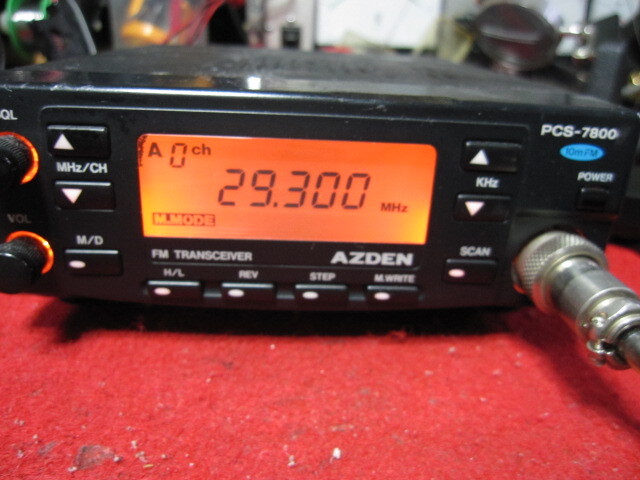 SQL
PCS-7800
10m FM
A 0 ch
29.300 MHz
M.MODE
MHz/CH
KHz
POWER
VOL
M/D
FM TRANSCEIVER
AZDEN
SCAN
H/L
REV
STEP
M.WRITE